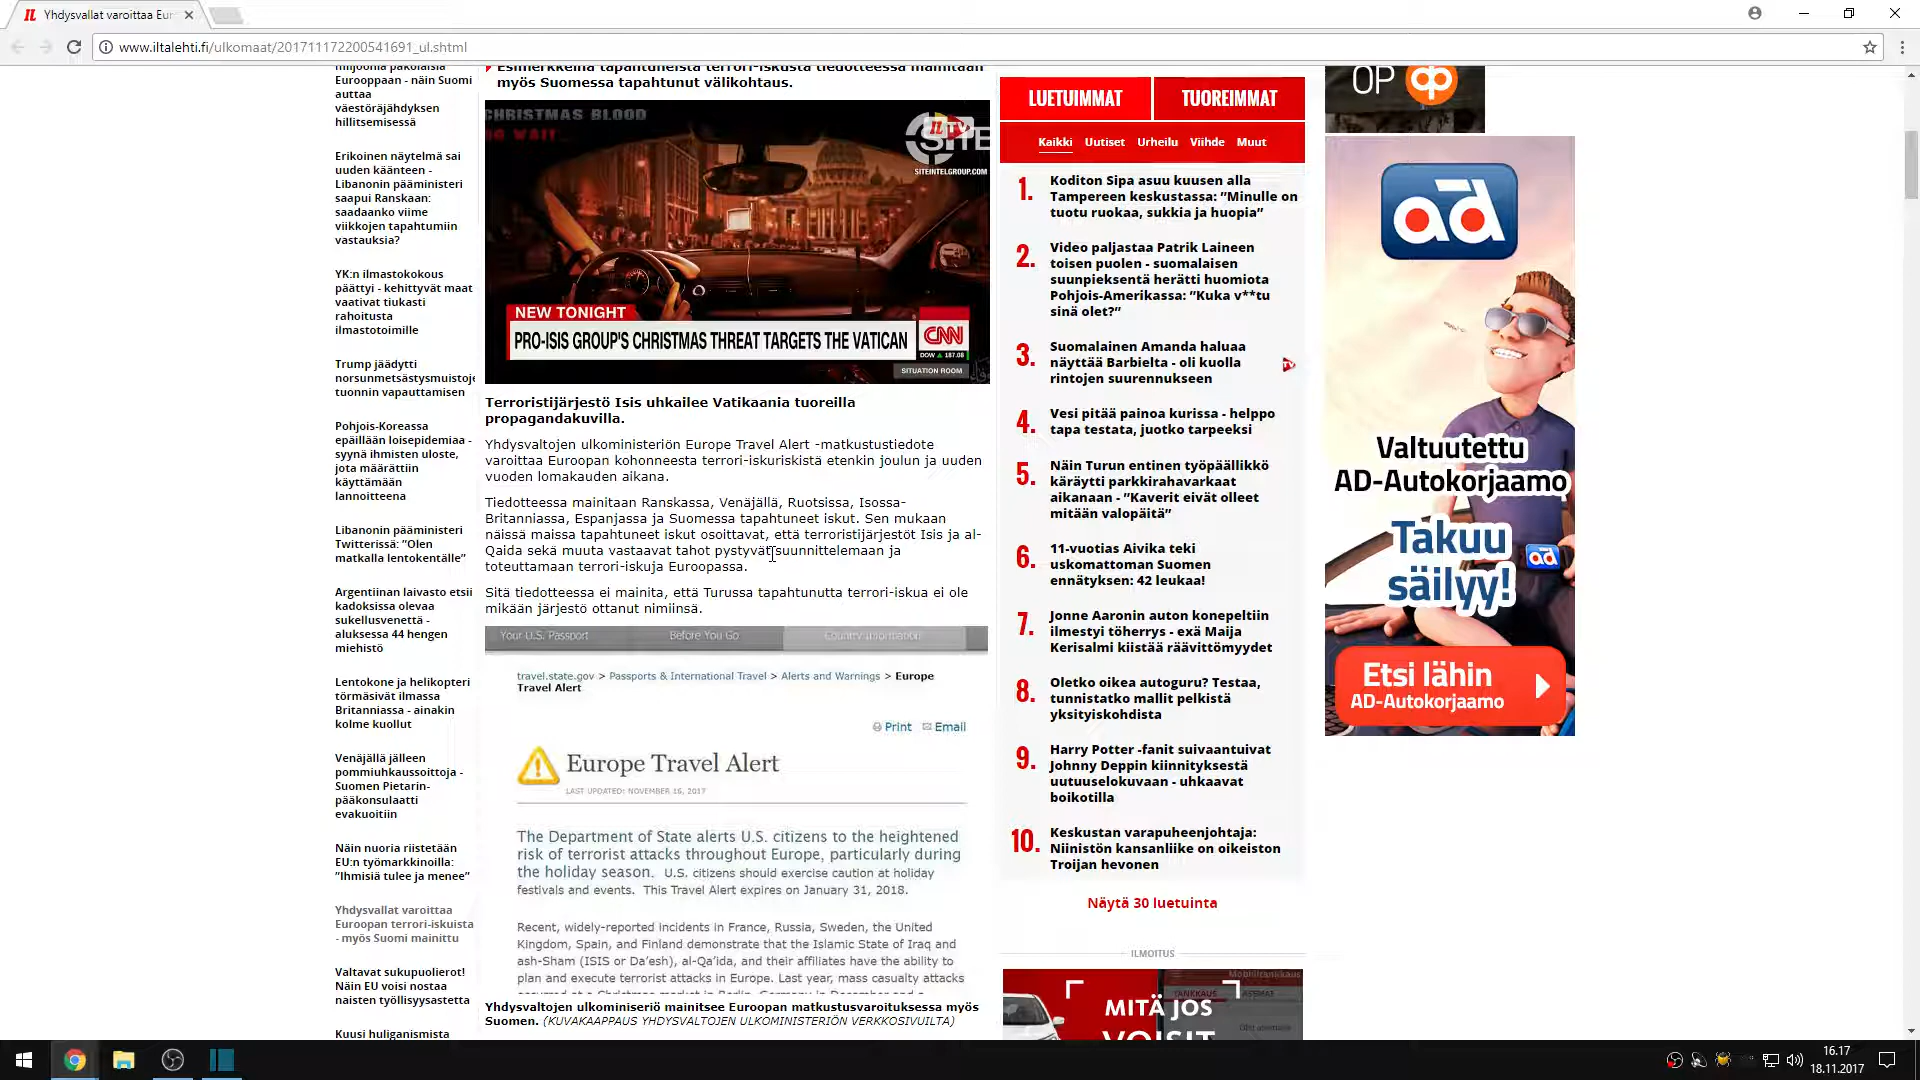 Yhdysvallat varoittaa Eur
www.iltalehti.fi/ulkomaat/201711172200541691_ul.shtml
miljoonia pakolaisia
Eurooppaan - näin Suomi
auttaa
väestöräjähdyksen
hillitsemisessä
Erikoinen näytelmä sai
uuden käänteen -
Libanonin pääministeri
saapui Ranskaan:
saadaanko viime
viikkojen tapahtumiin
vastauksia?
YK:n ilmastokokous
päättyi - kehittyvät maat
vaativat tiukasti
rahoitusta
ilmastotoimille
Trump jäädytti
norsunmetsästysmuistoje
tuonnin vapauttamisen
Pohjois-Koreassa
epäillään loisepidemiaa -
syynä ihmisten uloste,
jota määrättiin
käyttämään
lannoitteena
Libanonin pääministeri
Twitterissä: ”Olen
matkalla lentokentälle”
Argentiinan laivasto etsii
kadoksissa olevaa
sukellusvenettä -
aluksessa 44 hengen
miehistö
Lentokone ja helikopteri
törmäsivät ilmassa
Britanniassa - ainakin
kolme kuollut
Venäjällä jälleen
pommiuhkaussoittoja -
Suomen Pietarin-
pääkonsulaatti
evakuoitiin
Näin nuoria riistetään
EU:n työmarkkinoilla:
”Ihmisiä tulee ja menee”
Yhdysvallat varoittaa
Euroopan terrori-iskuista
- myös Suomi mainittu
Valtavat sukupuolierot!
Näin EU voisi nostaa
naisten työllisyysastetta
Kuusi huliganismista
Esimerkkeinä tapahtuneista terrori-iskusta tiedotteessa mainitaan
myös Suomessa tapahtunut välikohtaus.
CHRISTMAS BLOOD
SITE
SITEINTELGROUP.COM
NEW TONIGHT
PRO-ISIS GROUP'S CHRISTMAS THREAT TARGETS THE VATICAN
CNN
DOW ▲ 187.08
SITUATION ROOM
Terroristijärjestö Isis uhkailee Vatikaania tuoreilla
propagandakuvilla.
Yhdysvaltojen ulkoministeriön Europe Travel Alert -matkustustiedote
varoittaa Euroopan kohonneesta terrori-iskuriskistä etenkin joulun ja uuden
vuoden lomakauden aikana.
Tiedotteessa mainitaan Ranskassa, Venäjällä, Ruotsissa, Isossa-
Britanniassa, Espanjassa ja Suomessa tapahtuneet iskut. Sen mukaan
näissä maissa tapahtuneet iskut osoittavat, että terroristijärjestöt Isis ja al-
Qaida sekä muuta vastaavat tahot pystyvät suunnittelemaan ja
toteuttamaan terrori-iskuja Euroopassa.
Sitä tiedotteessa ei mainita, että Turussa tapahtunutta terrori-iskua ei ole
mikään järjestö ottanut nimiinsä.
Your U.S. Passport Before You Go Country Information
travel.state.gov > Passports & International Travel > Alerts and Warnings > Europe
Travel Alert
Print Email
Europe Travel Alert
LAST UPDATED: NOVEMBER 16, 2017
The Department of State alerts U.S. citizens to the heightened
risk of terrorist attacks throughout Europe, particularly during
the holiday season. U.S. citizens should exercise caution at holiday
festivals and events. This Travel Alert expires on January 31, 2018.
Recent, widely-reported incidents in France, Russia, Sweden, the United
Kingdom, Spain, and Finland demonstrate that the Islamic State of Iraq and
ash-Sham (ISIS or Da’esh), al-Qa’ida, and their affiliates have the ability to
plan and execute terrorist attacks in Europe. Last year, mass casualty attacks
Yhdysvaltojen ulkominiseriö mainitsee Euroopan matkustusvaroituksessa myös
Suomen. (KUVAKAAPPAUS YHDYSVALTOJEN ULKOMINISTERIÖN VERKKOSIVUILTA)
LUETUIMMAT TUOREIMMAT
Kaikki Uutiset Urheilu Viihde Muut
1. Koditon Sipa asuu kuusen alla
Tampereen keskustassa: ”Minulle on
tuotu ruokaa, sukkia ja huopia”
2. Video paljastaa Patrik Laineen
toisen puolen - suomalaisen
suunpieksentä herätti huomiota
Pohjois-Amerikassa: ”Kuka v**tu
sinä olet?”
3. Suomalainen Amanda haluaa
näyttää Barbielta - oli kuolla
rintojen suurennukseen
4. Vesi pitää painoa kurissa - helppo
tapa testata, juotko tarpeeksi
5. Näin Turun entinen työpäällikkö
käräytti parkkirahavarkaat
aikanaan - ”Kaverit eivät olleet
mitään valopäitä”
6. 11-vuotias Aivika teki
uskomattoman Suomen
ennätyksen: 42 leukaa!
7. Jonne Aaronin auton konepeltiin
ilmestyi töherrys - exä Maija
Kerisalmi kiistää räävittömyydet
8. Oletko oikea autoguru? Testaa,
tunnistatko mallit pelkistä
yksityiskohdista
9. Harry Potter -fanit suivaantuivat
Johnny Deppin kiinnityksestä
uutuuselokuvaan - uhkaavat
boikotilla
10. Keskustan varapuheenjohtaja:
Niinistön kansanliike on oikeiston
Troijan hevonen
Näytä 30 luetuinta
ILMOITUS
MITÄ JOS
VOISIT
OP
ad
Valtuutettu
AD-Autokorjaamo
Takuu
säilyy!
Etsi lähin
AD-Autokorjaamo
16.17
18.11.2017